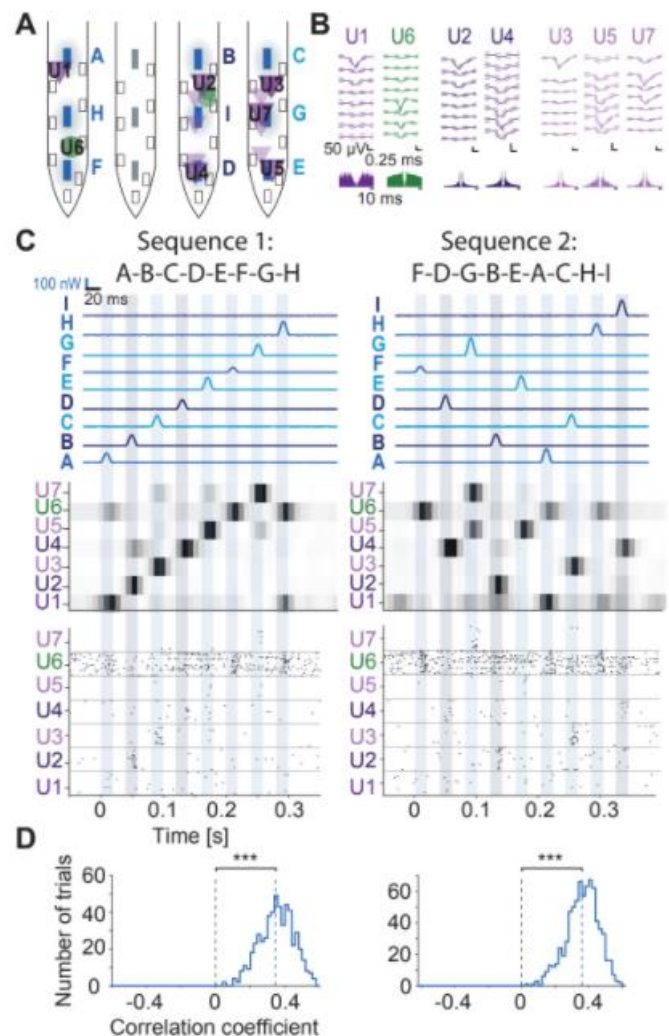 A
A
B
C
U1
U2
U3
H
I
G
U7
U6
F
D
E
U4
U5
B
U1 U6 U2 U4 U3 U5 U7
50 µV
0.25 ms
10 ms
C
Sequence 1:
A-B-C-D-E-F-G-H
Sequence 2:
F-D-G-B-E-A-C-H-I
100 nW
20 ms
I
H
G
F
E
D
C
B
A
I
H
G
F
E
D
C
B
A
U7
U6
U5
U4
U3
U2
U1
U7
U6
U5
U4
U3
U2
U1
U7
U6
U5
U4
U3
U2
U1
U7
U6
U5
U4
U3
U2
U1
0 0.1 0.2 0.3
0 0.1 0.2 0.3
Time [s]
D
***
***
Number of trials
60
40
20
0
60
40
20
0
-0.4 0 0.4
-0.4 0 0.4
Correlation coefficient